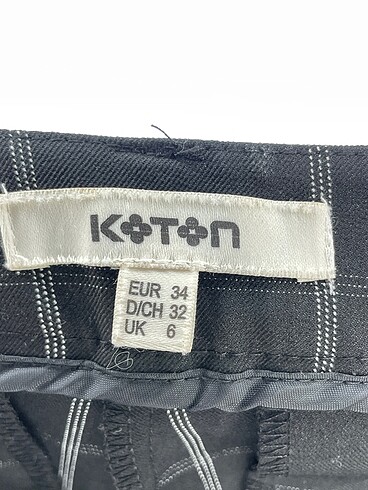 KOTON
EUR 34
D/CH 32
UK 6